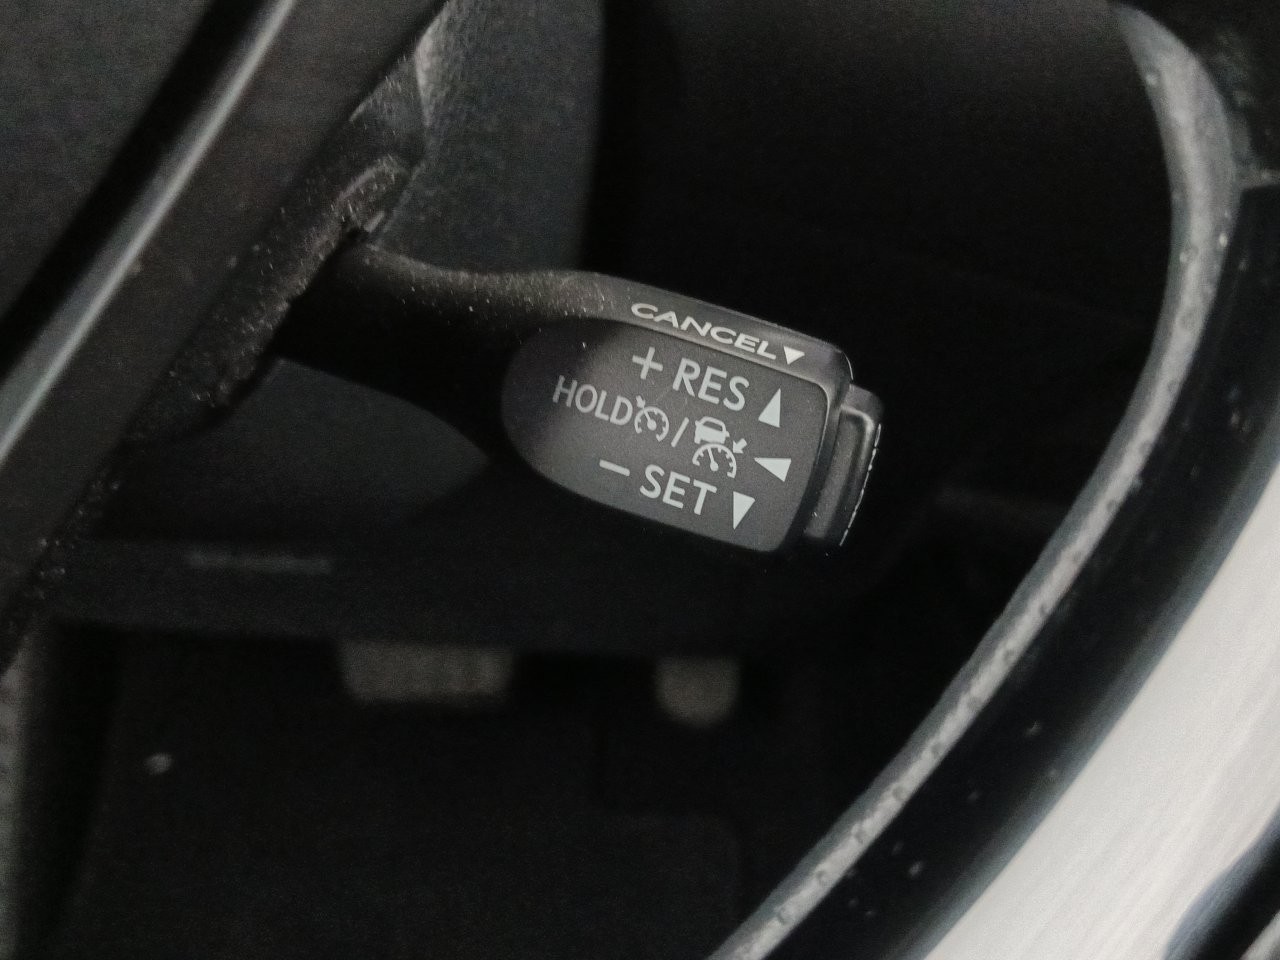 CANCEL▼
+ RES ▲
HOLD / ◀
− SET ▼